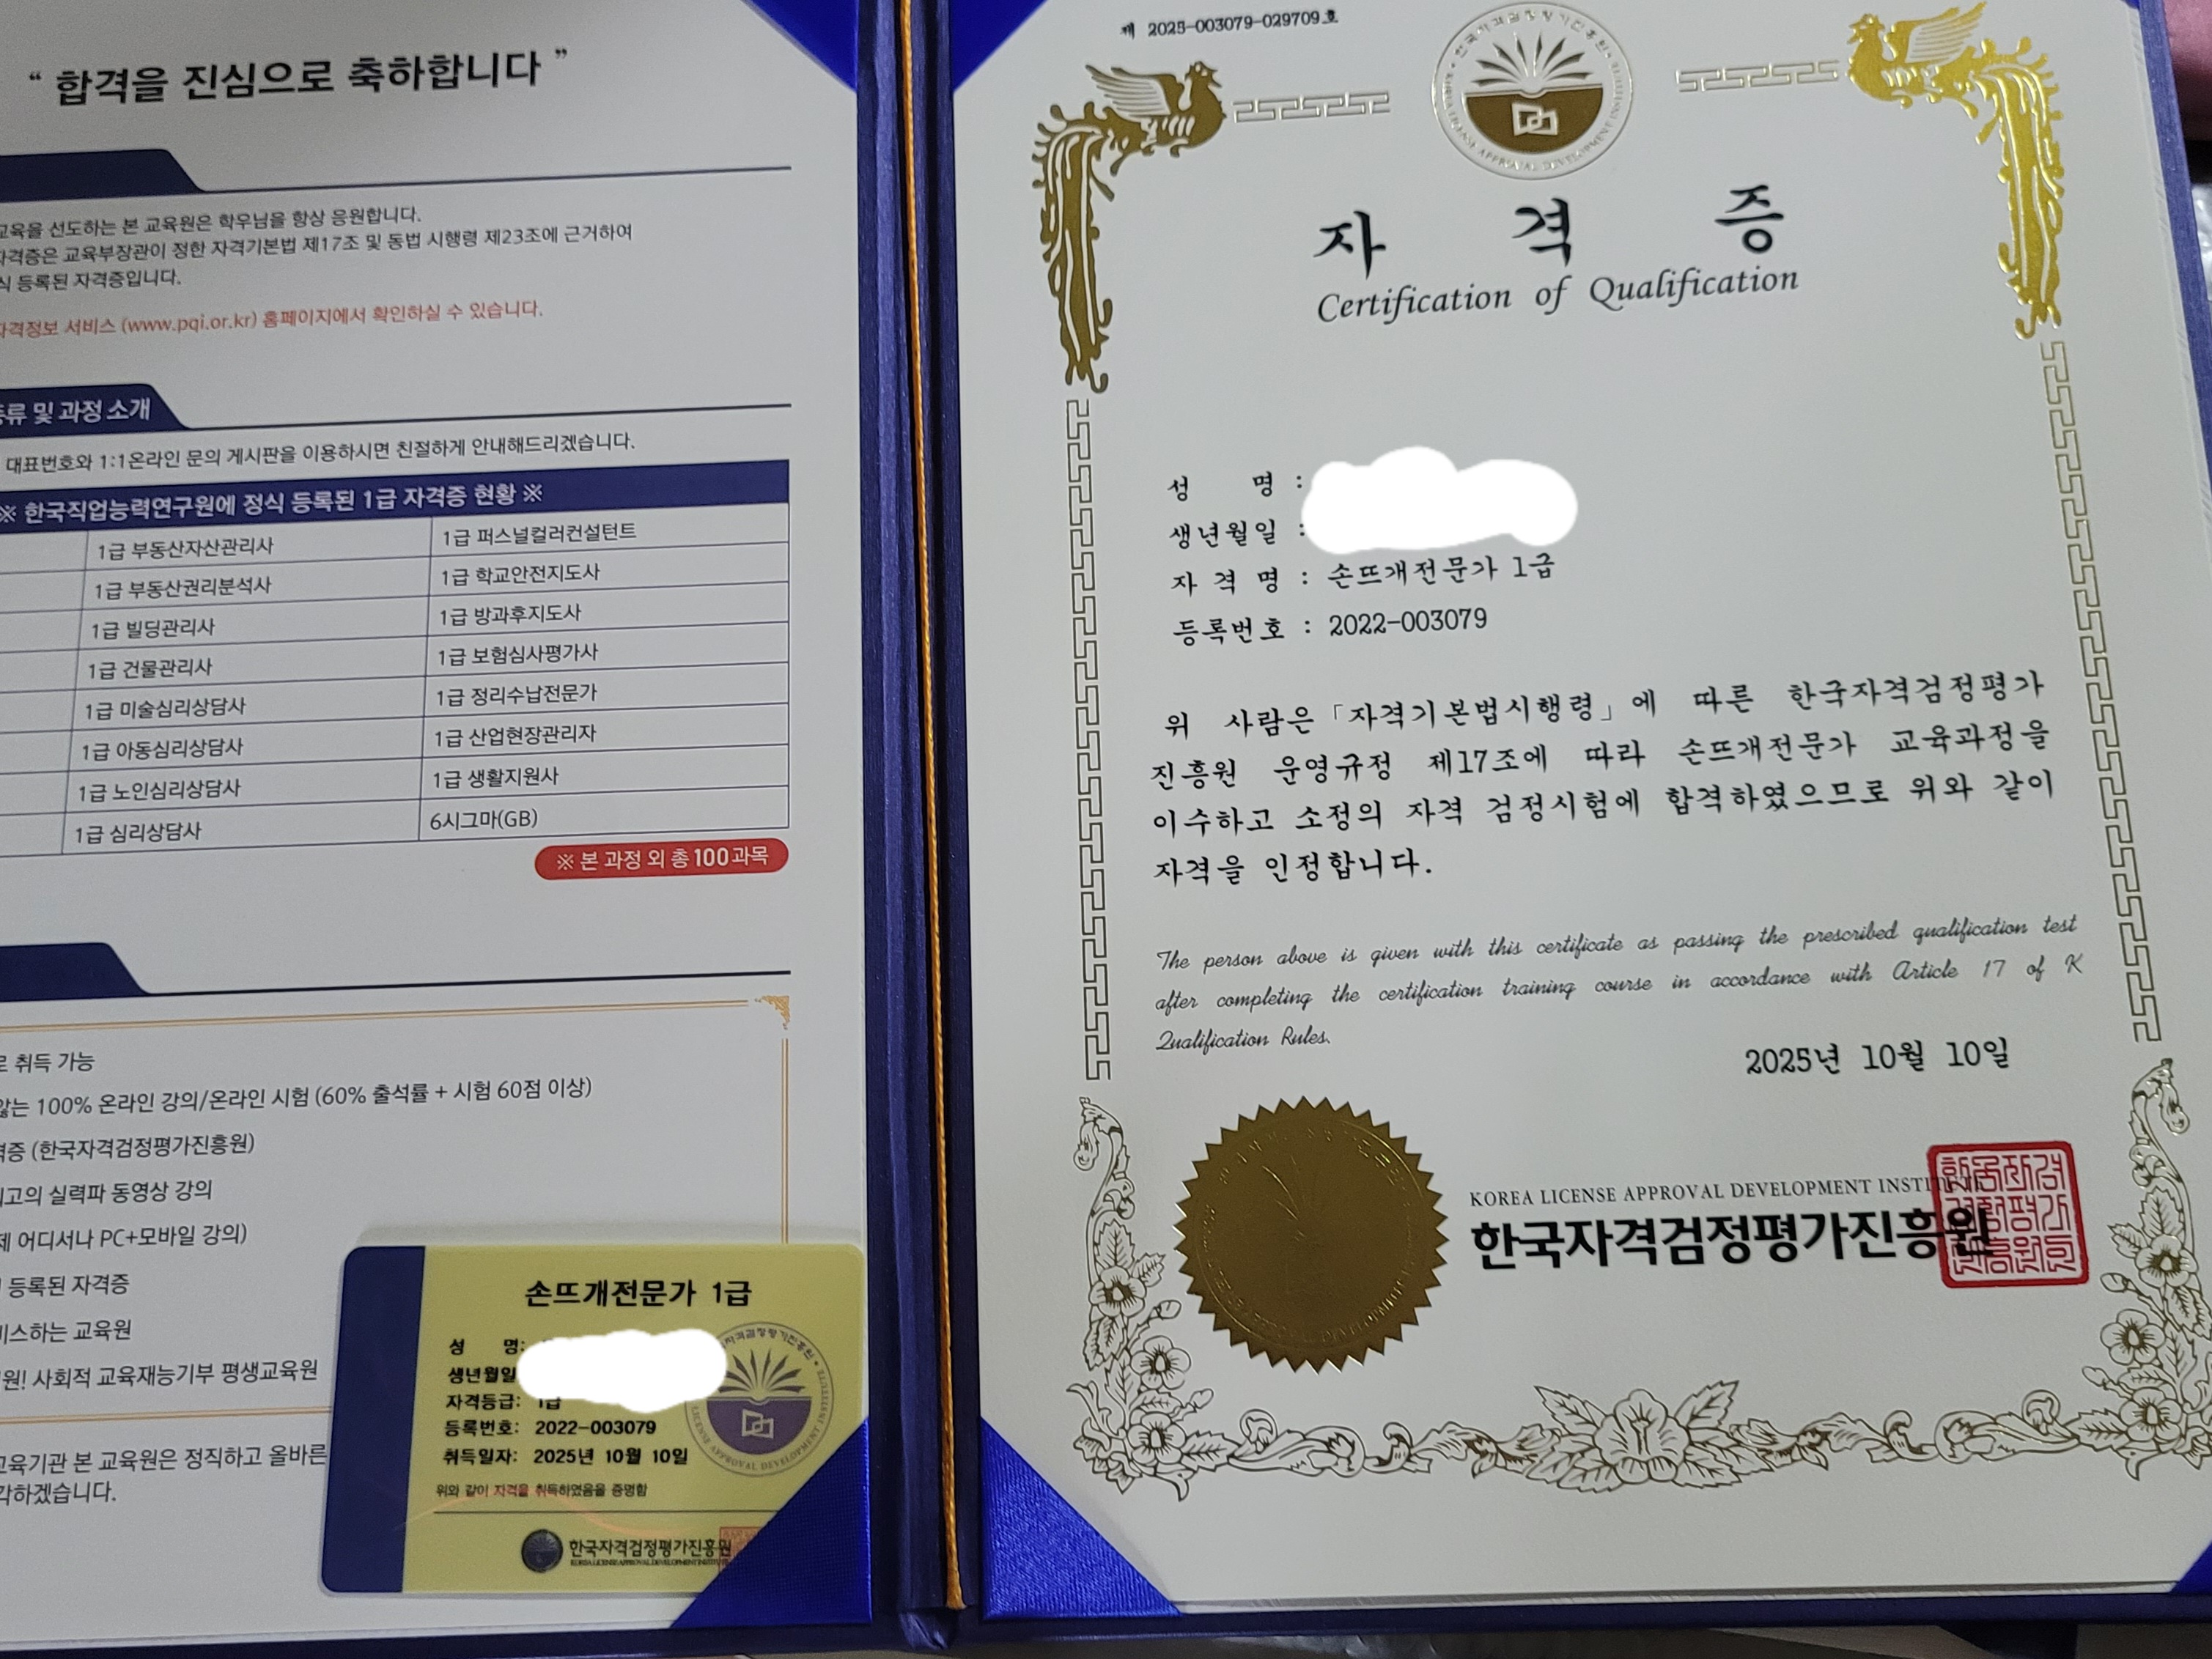 “ 합격을 진심으로 축하합니다 ”
교육을 선도하는 본 교육원은 학우님을 항상 응원합니다.
자격증은 교육부장관이 정한 자격기본법 제17조 및 동법 시행령 제23조에 근거하여
식 등록된 자격증입니다.
자격정보 서비스 (www.pqi.or.kr) 홈페이지에서 확인하실 수 있습니다.
종류 및 과정 소개
대표번호와 1:1온라인 문의 게시판을 이용하시면 친절하게 안내해드리겠습니다.
※ 한국직업능력연구원에 정식 등록된 1급 자격증 현황 ※
1급 부동산자산관리사 1급 퍼스널컬러컨설턴트
1급 부동산권리분석사 1급 학교안전지도사
1급 빌딩관리사 1급 방과후지도사
1급 건물관리사 1급 보험심사평가사
1급 미술심리상담사 1급 정리수납전문가
1급 아동심리상담사 1급 산업현장관리자
1급 노인심리상담사 1급 생활지원사
1급 심리상담사 6시그마(GB)
※ 본 과정 외 총 100과목
로 취득 가능
않는 100% 온라인 강의/온라인 시험 (60% 출석률 + 시험 60점 이상)
격증 (한국자격검정평가진흥원)
최고의 실력파 동영상 강의
제 어디서나 PC+모바일 강의)
등록된 자격증
비스하는 교육원
원! 사회적 교육재능기부 평생교육원
교육기관 본 교육원은 정직하고 올바른
각하겠습니다.
손뜨개전문가 1급
성 명:
생년월일
자격등급: 1급
등록번호: 2022-003079
취득일자: 2025년 10월 10일
위와 같이 자격을 취득하였음을 증명함
한국자격검정평가진흥원
KOREA LICENSE APPROVAL DEVELOPMENT INSTITUTE
제 2025-003079-029709호
자 격 증
Certification of Qualification
성 명 :
생년월일 :
자 격 명 : 손뜨개전문가 1급
등록번호 : 2022-003079
위 사람은 「자격기본법시행령」에 따른 한국자격검정평가
진흥원 운영규정 제17조에 따라 손뜨개전문가 교육과정을
이수하고 소정의 자격 검정시험에 합격하였으므로 위와 같이
자격을 인정합니다.
The person above is given with this certificate as passing the prescribed qualification test
after completing the certification training course in accordance with Article 17 of K
Qualification Rules.
2025년 10월 10일
KOREA LICENSE APPROVAL DEVELOPMENT INSTITUTE
한국자격검정평가진흥원